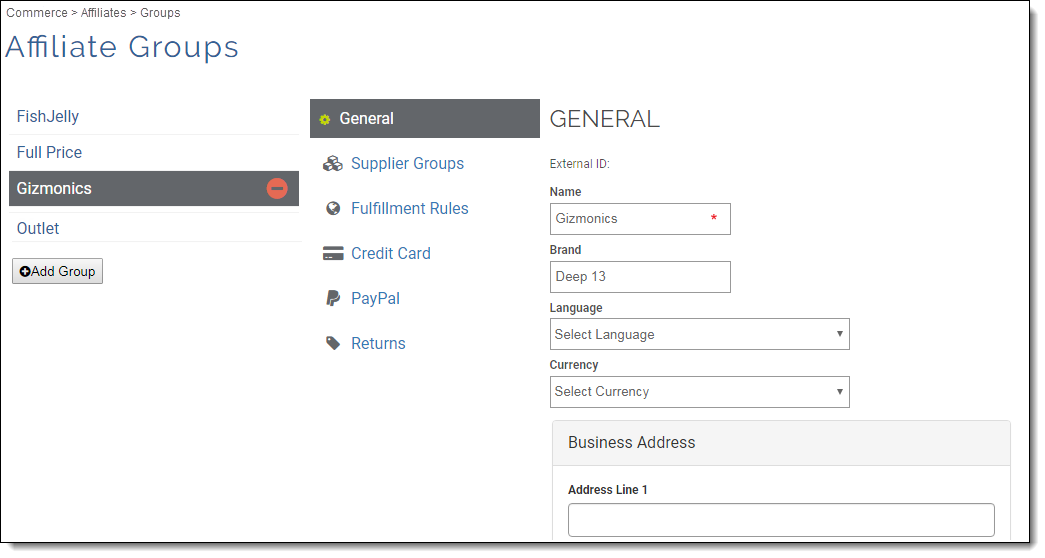 Commerce > Affiliates > Groups
Affiliate Groups
FishJelly
Full Price
Gizmonics
Outlet
Add Group
General
Supplier Groups
Fulfillment Rules
Credit Card
PayPal
Returns
GENERAL
External ID:
Name
Gizmonics *
Brand
Deep 13
Language
Select Language
Currency
Select Currency
Business Address
Address Line 1